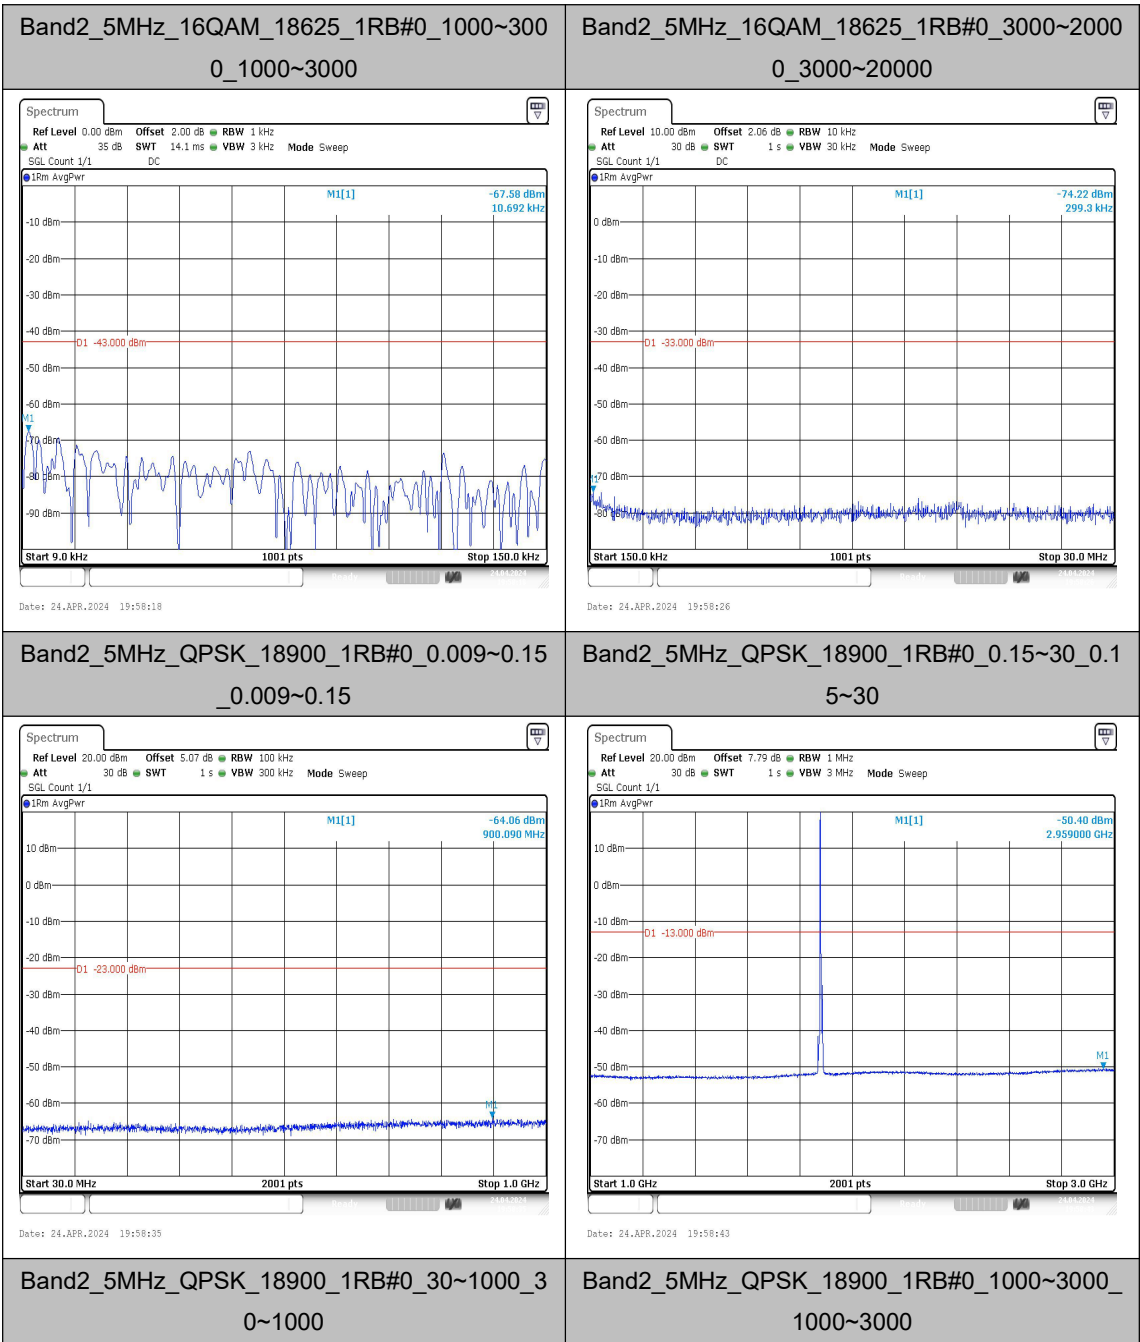 Band2_5MHz_16QAM_18625_1RB#0_1000~300
0_1000~3000
Band2_5MHz_16QAM_18625_1RB#0_3000~2000
0_3000~20000
Spectrum
Ref Level 0.00 dBm Offset 2.00 dB RBW 1 kHz
Att 35 dB SWT 14.1 ms VBW 3 kHz Mode Sweep
SGL Count 1/1 DC
1Rm AvgPwr
M1[1] -67.58 dBm
10.692 kHz
-10 dBm
-20 dBm
-30 dBm
-40 dBm
D1 -43.000 dBm
-50 dBm
-60 dBm
M1
-70 dBm
-80 dBm
-90 dBm
Start 9.0 kHz 1001 pts Stop 150.0 kHz
Date: 24.APR.2024 19:58:18
Spectrum
Ref Level 10.00 dBm Offset 2.06 dB RBW 10 kHz
Att 30 dB SWT 1 s VBW 30 kHz Mode Sweep
SGL Count 1/1 DC
1Rm AvgPwr
M1[1] -74.22 dBm
299.3 kHz
0 dBm
-10 dBm
-20 dBm
-30 dBm
D1 -33.000 dBm
-40 dBm
-50 dBm
-60 dBm
-70 dBm
-80 dBm
Start 150.0 kHz 1001 pts Stop 30.0 MHz
Date: 24.APR.2024 19:58:26
Band2_5MHz_QPSK_18900_1RB#0_0.009~0.15
_0.009~0.15
Band2_5MHz_QPSK_18900_1RB#0_0.15~30_0.1
5~30
Spectrum
Ref Level 20.00 dBm Offset 5.07 dB RBW 100 kHz
Att 30 dB SWT 1 s VBW 300 kHz Mode Sweep
SGL Count 1/1
1Rm AvgPwr
M1[1] -64.06 dBm
900.090 MHz
10 dBm
0 dBm
-10 dBm
-20 dBm
D1 -23.000 dBm
-30 dBm
-40 dBm
-50 dBm
-60 dBm
M1
-70 dBm
Start 30.0 MHz 2001 pts Stop 1.0 GHz
Date: 24.APR.2024 19:58:35
Spectrum
Ref Level 20.00 dBm Offset 7.79 dB RBW 1 MHz
Att 30 dB SWT 1 s VBW 3 MHz Mode Sweep
SGL Count 1/1
1Rm AvgPwr
M1[1] -50.40 dBm
2.959000 GHz
10 dBm
0 dBm
-10 dBm
D1 -13.000 dBm
-20 dBm
-30 dBm
-40 dBm
M1
-50 dBm
-60 dBm
-70 dBm
Start 1.0 GHz 2001 pts Stop 3.0 GHz
Date: 24.APR.2024 19:58:43
Band2_5MHz_QPSK_18900_1RB#0_30~1000_3
0~1000
Band2_5MHz_QPSK_18900_1RB#0_1000~3000_
1000~3000